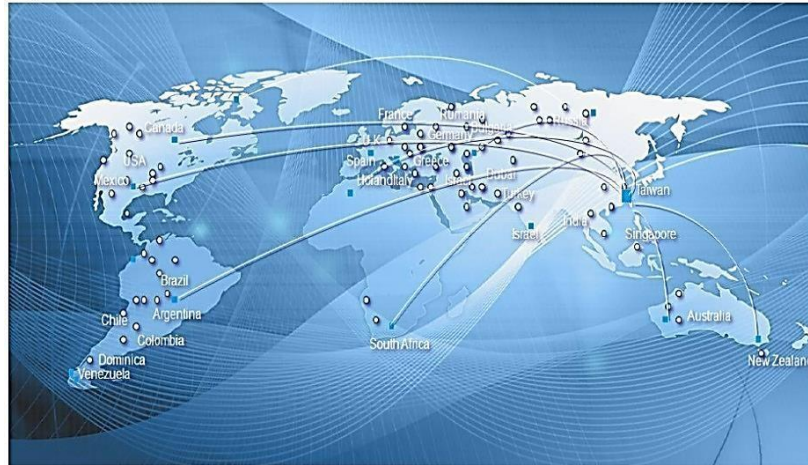 Canada
USA
Mexico
Brazil
Chile
Argentina
Colombia
Dominica
Venezuela
France
Rumania
Russia
U.K
Germany
Spain
Greece
Holand
Italy
Israel
Dubai
Turkey
Israel
India
Taiwan
Singapore
South Africa
Australia
New Zealand